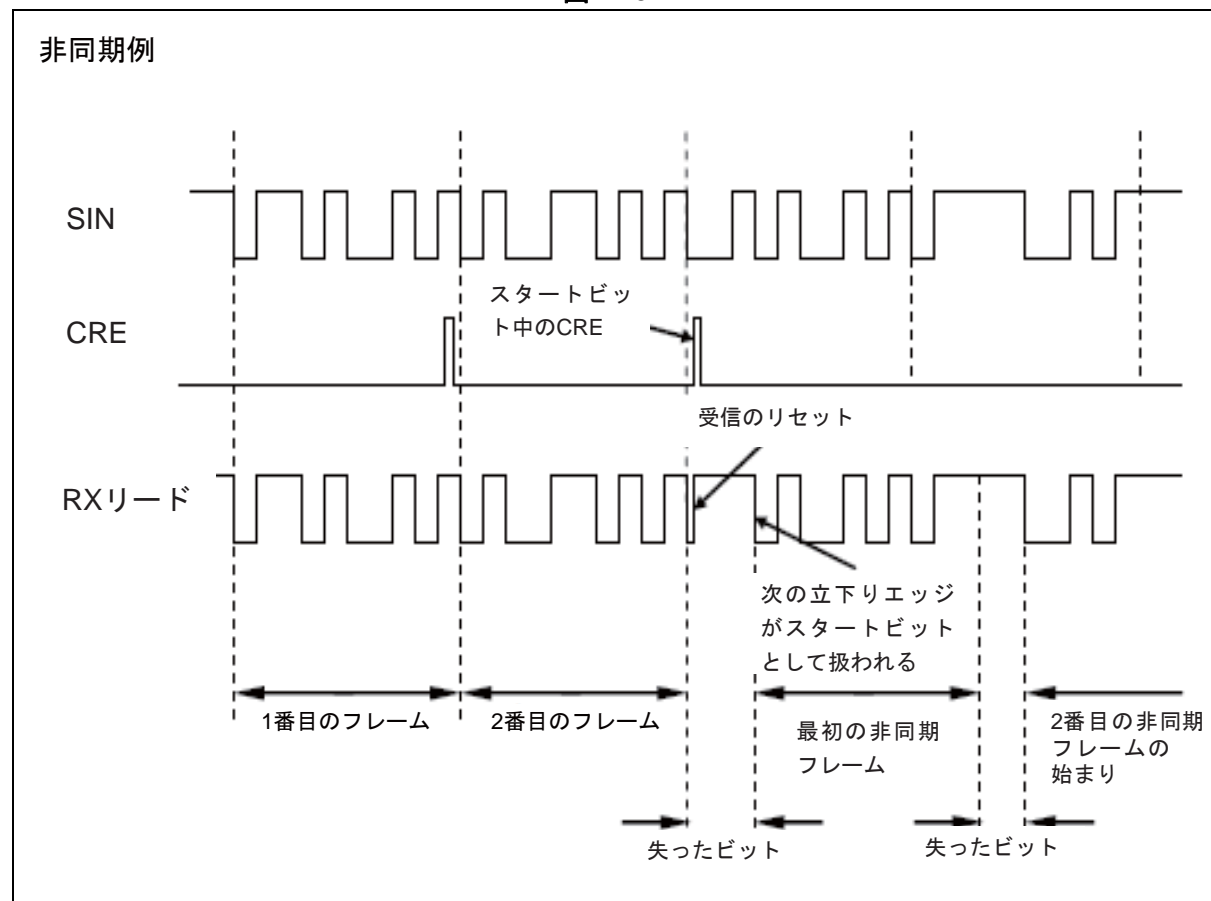 非同期例
SIN
スタートビッ
ト中のCRE
CRE
受信のリセット
RXリード
次の立下りエッジ
がスタートビット
として扱われる
1番目のフレーム
2番目のフレーム
最初の非同期
フレーム
2番目の非同期
フレームの
始まり
失ったビット
失ったビット